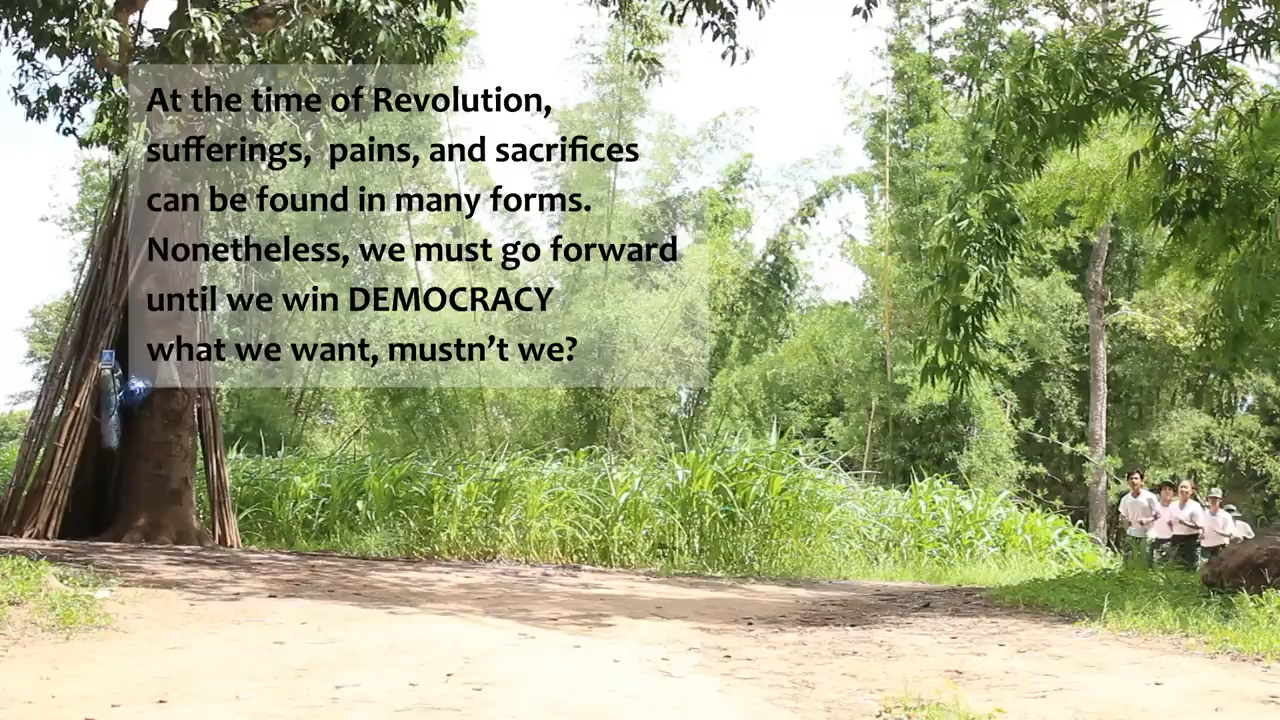 At the time of Revolution,
sufferings,  pains, and sacrifices
can be found in many forms.
Nonetheless, we must go forward
until we win DEMOCRACY
what we want, mustn’t we?